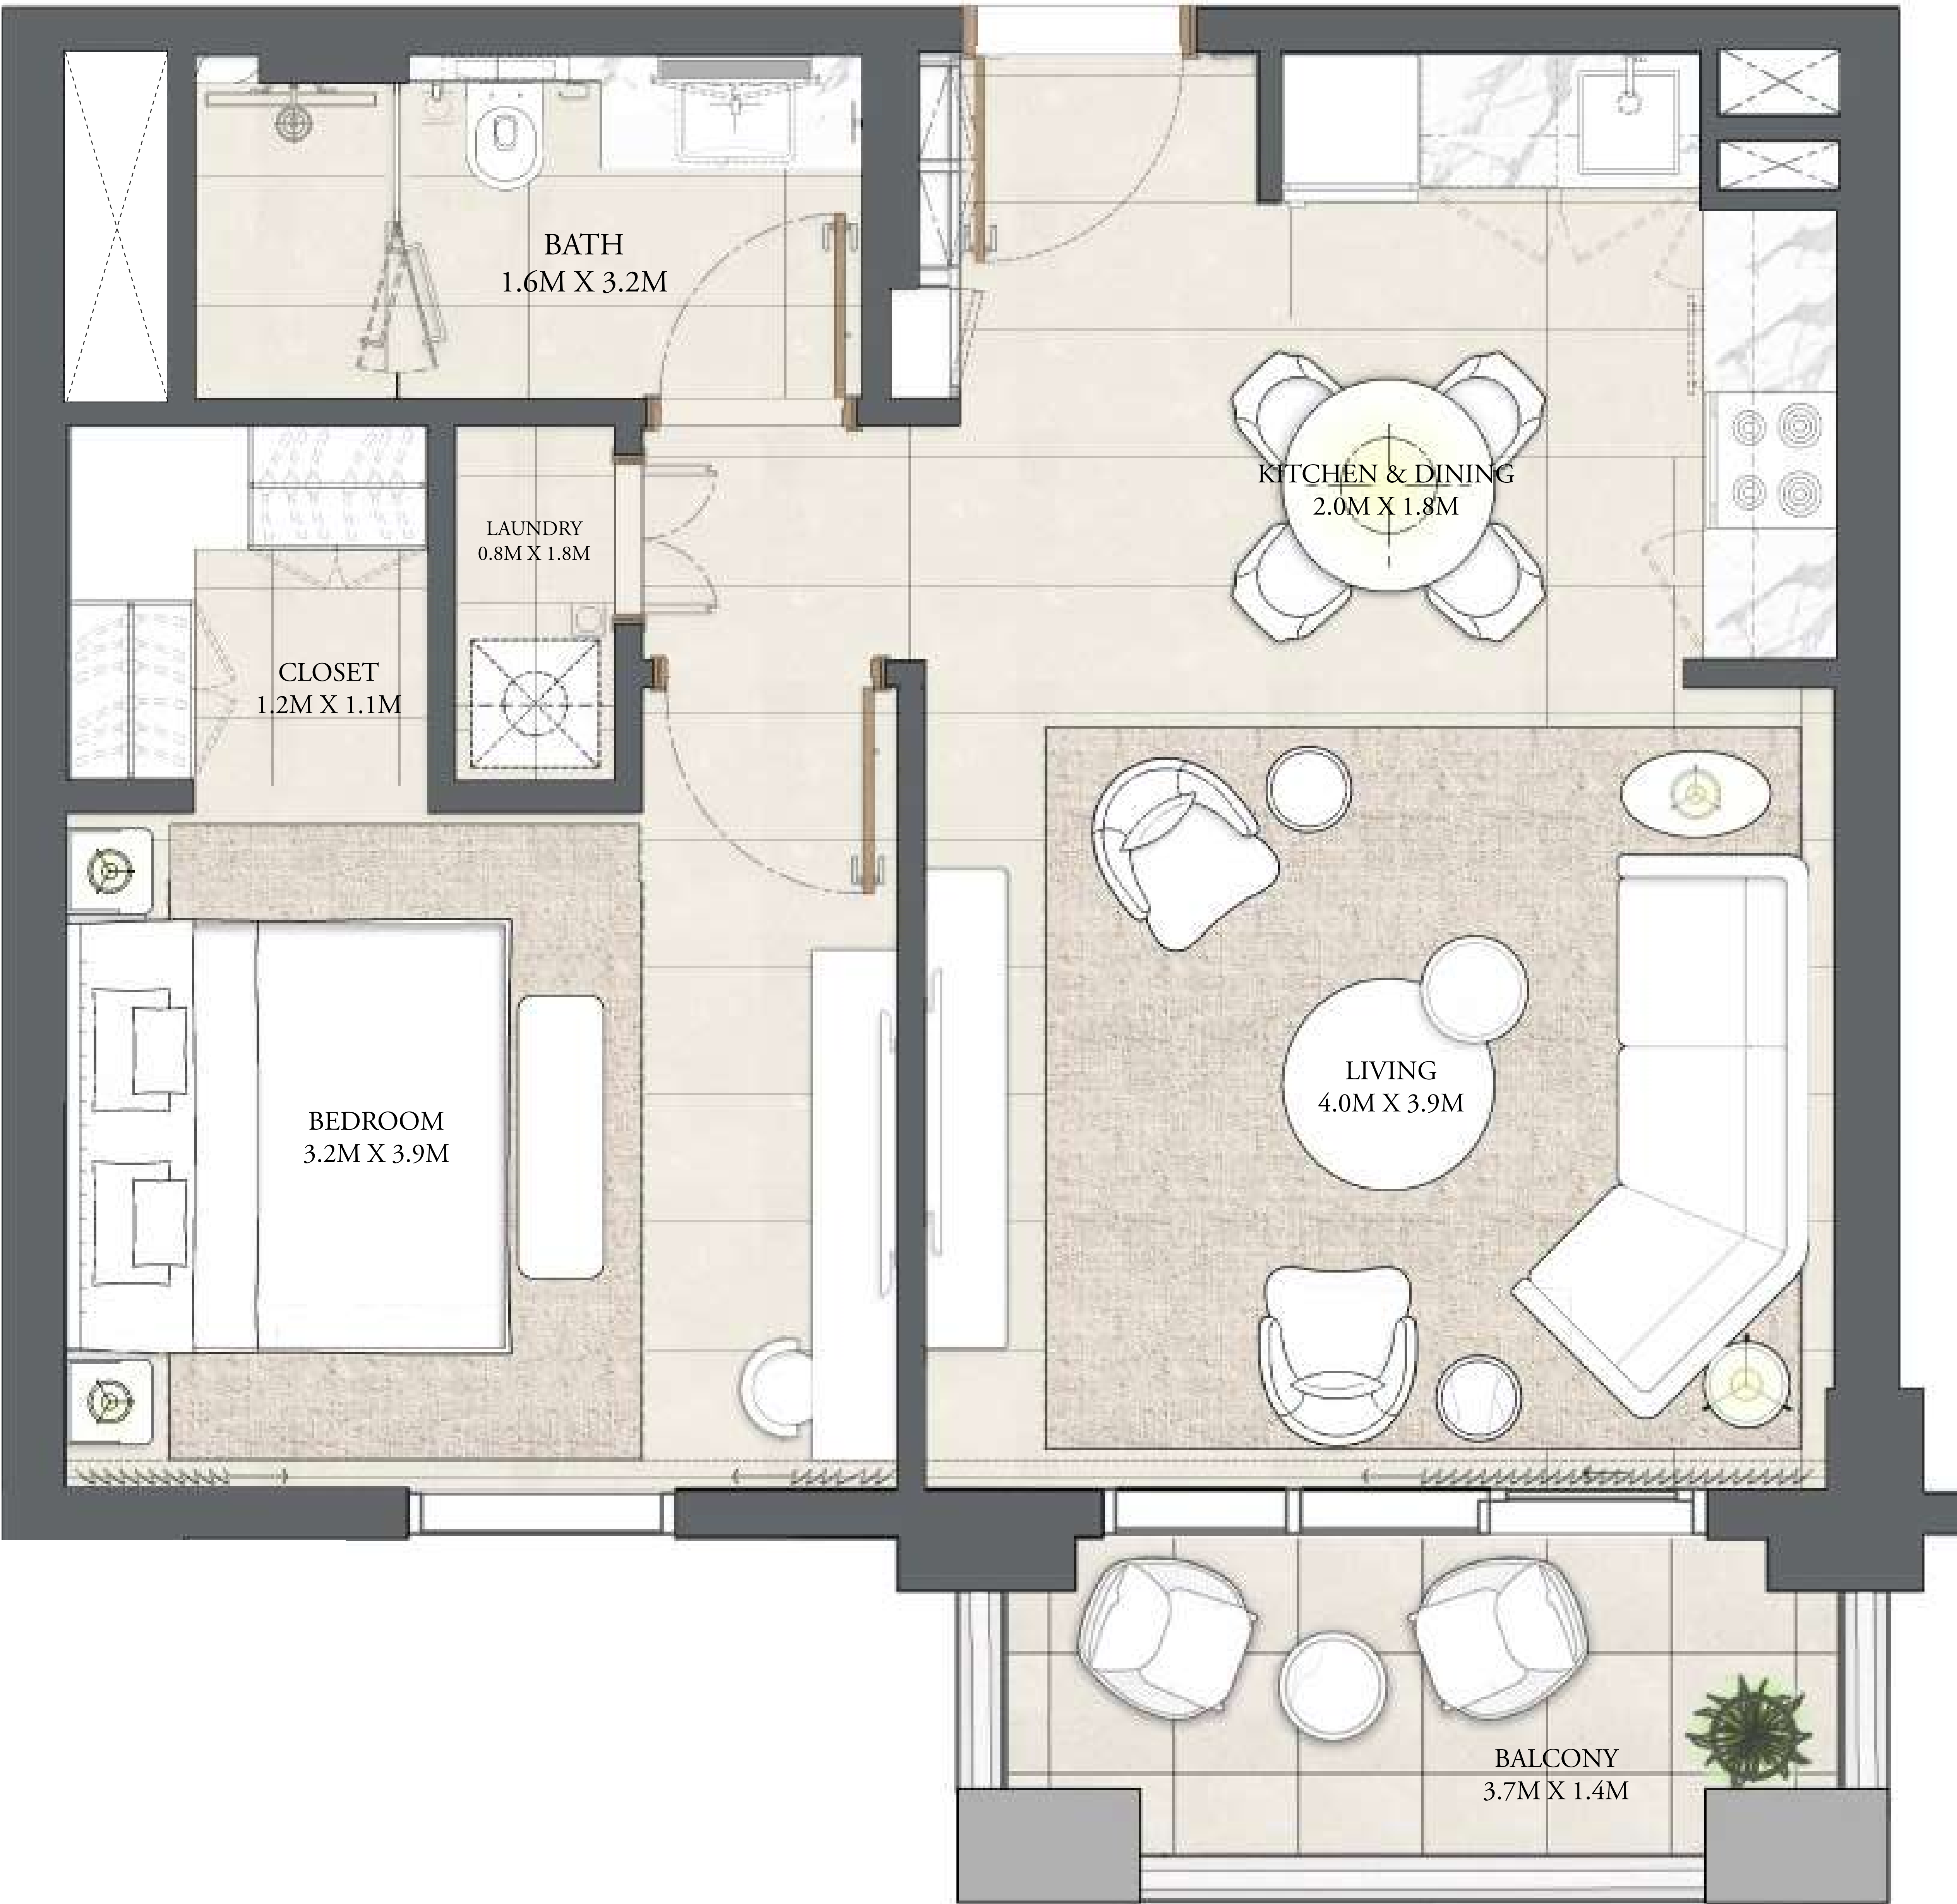 BATH
1.6M X 3.2M
KITCHEN & DINING
2.0M X 1.8M
LAUNDRY
0.8M X 1.8M
CLOSET
1.2M X 1.1M
LIVING
4.0M X 3.9M
BEDROOM
3.2M X 3.9M
BALCONY
3.7M X 1.4M